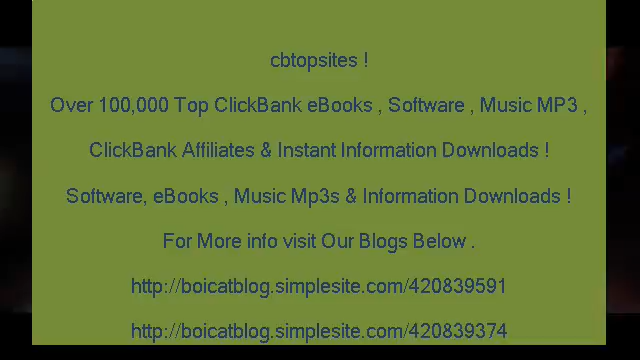 cbtopsites !
Over 100,000 Top ClickBank eBooks , Software , Music MP3 ,
ClickBank Affiliates & Instant Information Downloads !
Software, eBooks , Music Mp3s & Information Downloads !
For More info visit Our Blogs Below .
http://boicatblog.simplesite.com/420839591
http://boicatblog.simplesite.com/420839374